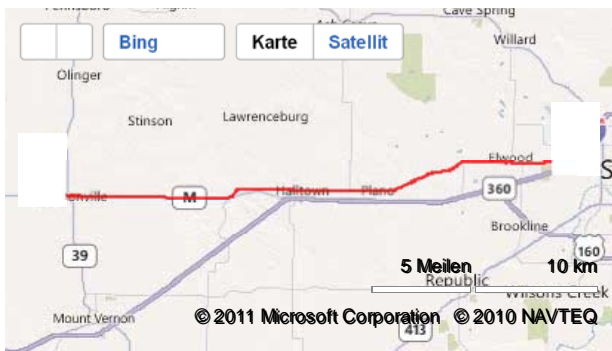 Bing Karte Satellit
Cave Spring
Willard
Olinger
Stinson
Lawrenceburg
Elwood
Halltown
Plano
M
360
Brookline
39
160
5 Meilen 10 km
Republic
Wilsons Creek
Mount Vernon
© 2011 Microsoft Corporation © 2010 NAVTEQ
413